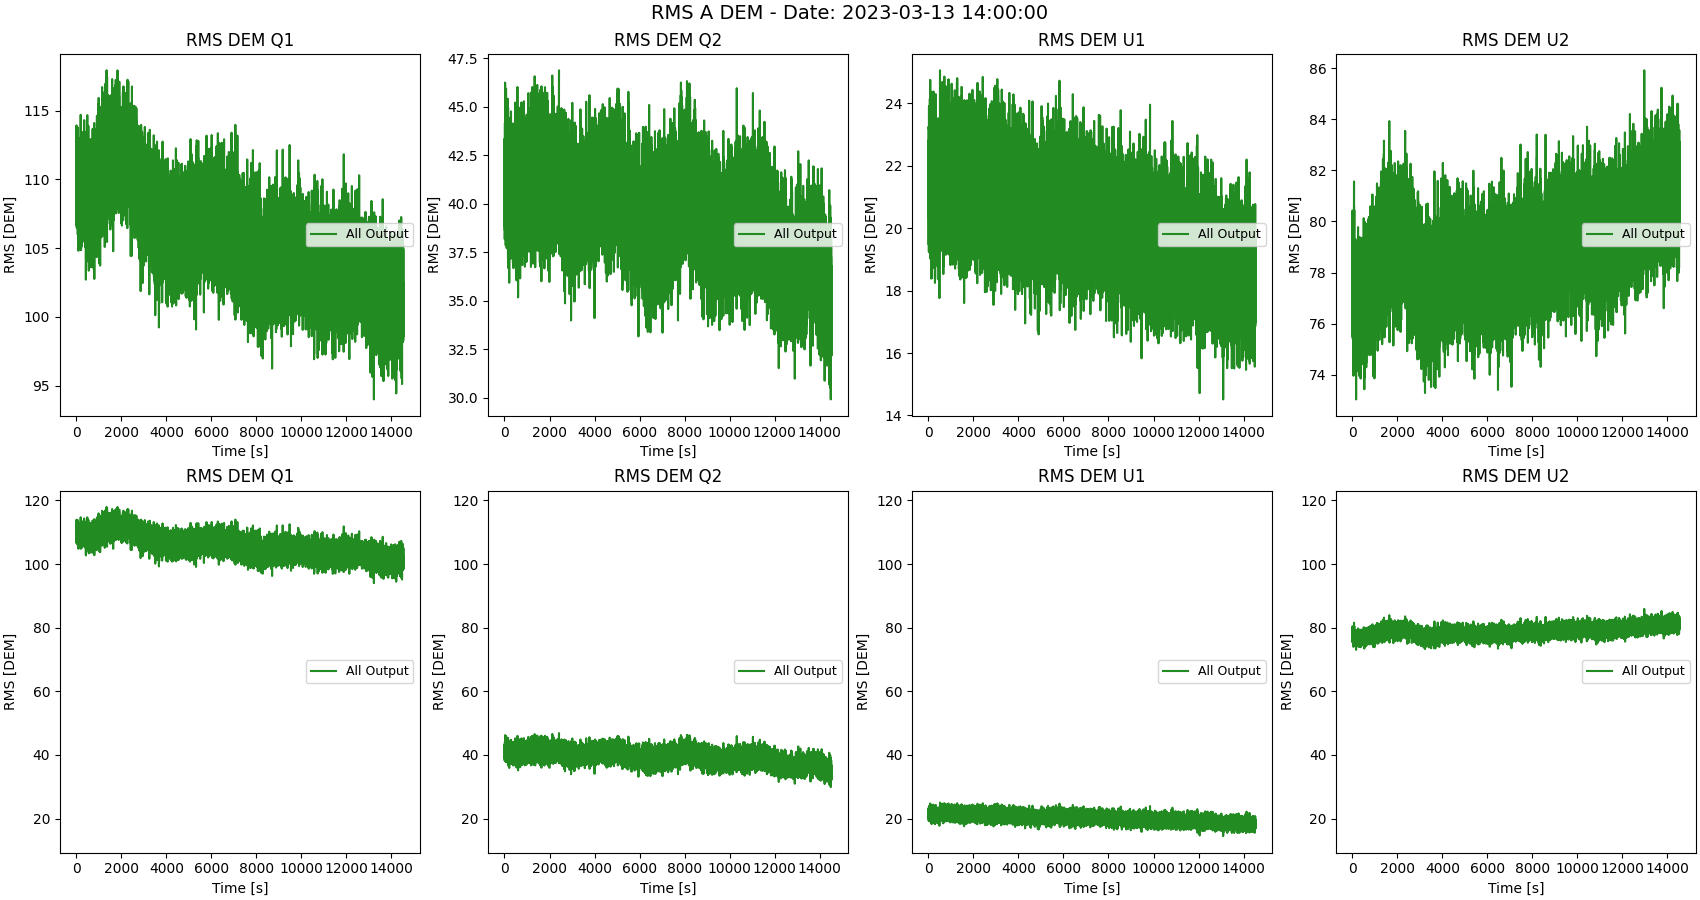 RMS A DEM - Date: 2023-03-13 14:00:00
RMS DEM Q1
RMS [DEM]
115
110
105
100
95
All Output
0 2000 4000 6000 8000 10000 12000 14000
Time [s]
RMS DEM Q2
RMS [DEM]
47.5
45.0
42.5
40.0
37.5
35.0
32.5
30.0
All Output
0 2000 4000 6000 8000 10000 12000 14000
Time [s]
RMS DEM U1
RMS [DEM]
24
22
20
18
16
14
All Output
0 2000 4000 6000 8000 10000 12000 14000
Time [s]
RMS DEM U2
RMS [DEM]
86
84
82
80
78
76
74
All Output
0 2000 4000 6000 8000 10000 12000 14000
Time [s]
RMS DEM Q1
RMS [DEM]
120
100
80
60
40
20
All Output
0 2000 4000 6000 8000 10000 12000 14000
Time [s]
RMS DEM Q2
RMS [DEM]
120
100
80
60
40
20
All Output
0 2000 4000 6000 8000 10000 12000 14000
Time [s]
RMS DEM U1
RMS [DEM]
120
100
80
60
40
20
All Output
0 2000 4000 6000 8000 10000 12000 14000
Time [s]
RMS DEM U2
RMS [DEM]
120
100
80
60
40
20
All Output
0 2000 4000 6000 8000 10000 12000 14000
Time [s]